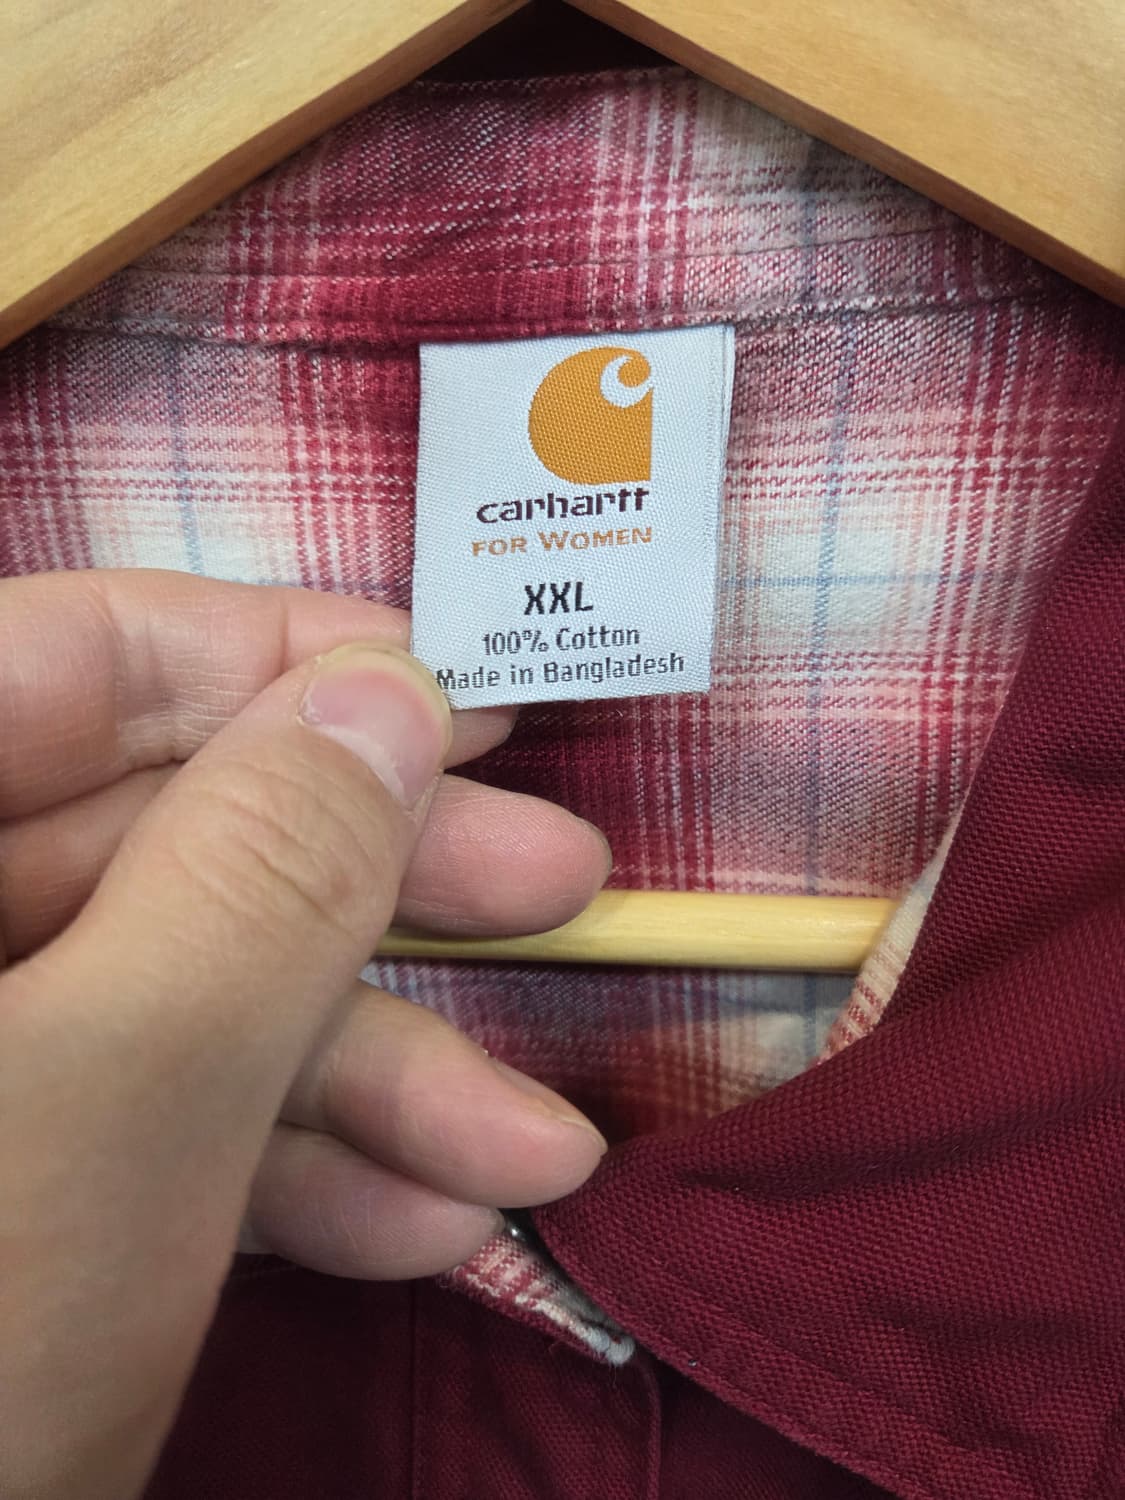 carhartt
FOR WOMEN
XXL
100% Cotton
Made in Bangladesh